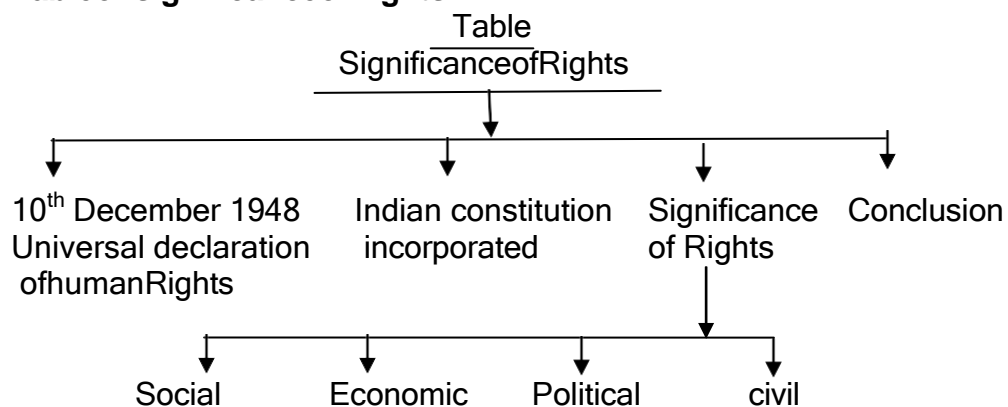 Table
SignificanceofRights
10th December 1948
Universal declaration
ofhumanRights
Indian constitution
incorporated
Significance
of Rights
Conclusion
Social
Economic
Political
civil